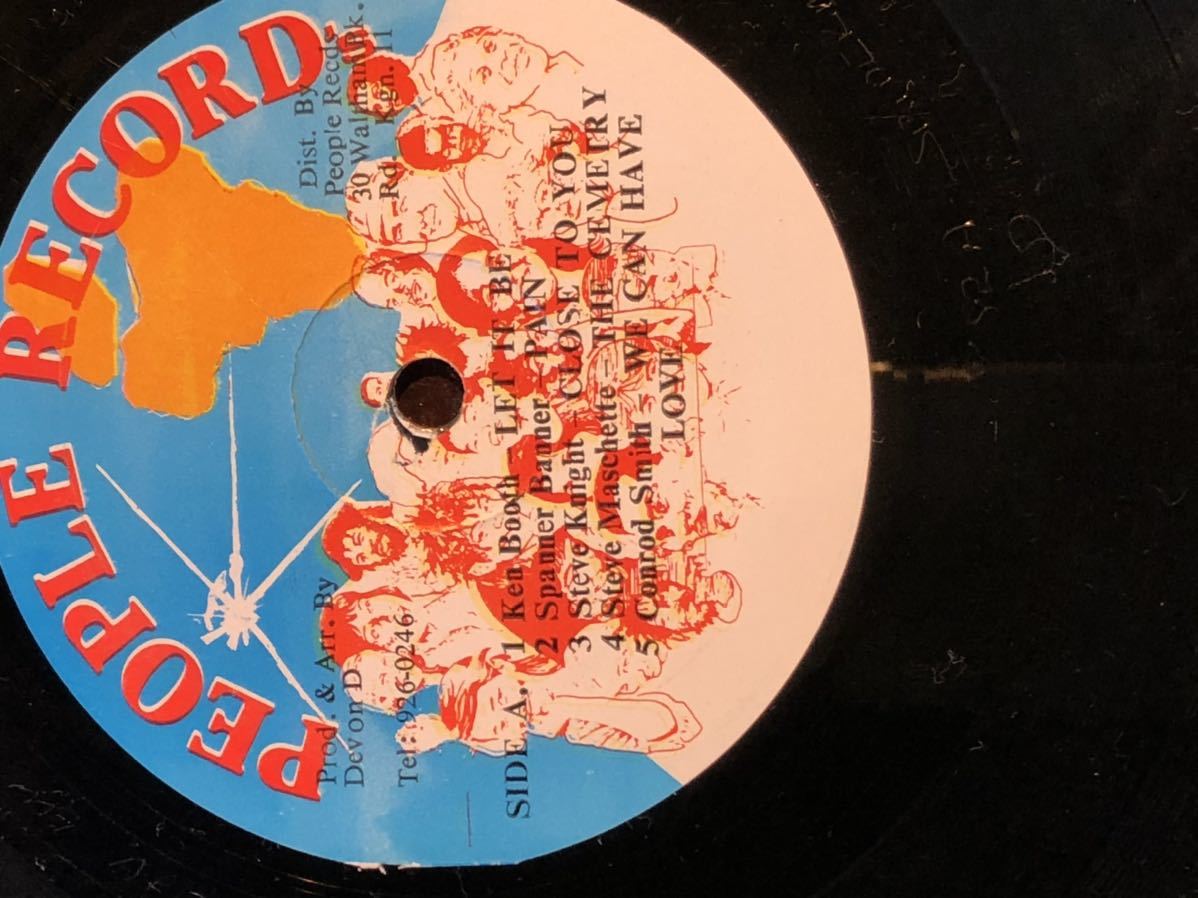 PEOPLE RECORDS
Prod. & Arr. By
Devon D
Tel: 926-0246
Dist. By
People Recds.
30 Waltham Pk.
Rd Kgn. 11
SIDE A. 1 Ken Booth – LET IT BE
2 Spanner Banner – PAIN
3 Steve Knight – CLOSE TO YOU
4 Steve Maschette – THE CEMETRY
5 Conrod Smith – WE CAN HAVE
LOVE